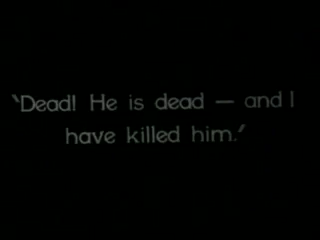 "Dead! He is dead — and I
have killed him."